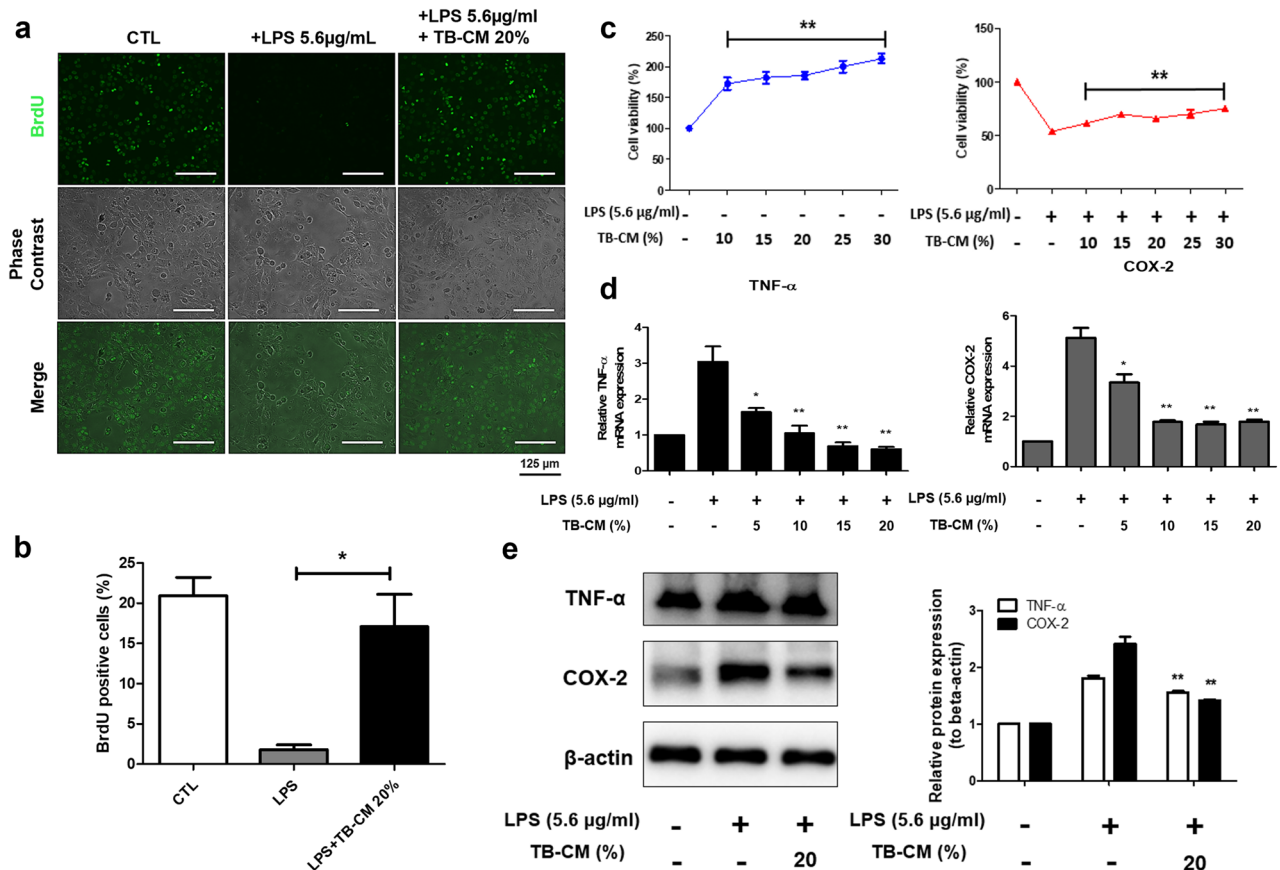 a
CTL
+LPS 5.6µg/mL
+LPS 5.6µg/ml
+ TB-CM 20%
BrdU
Phase
Contrast
Merge
125 µm
b
BrdU positive cells (%)
25
20
15
10
5
0
*
CTL
LPS
LPS+TB-CM 20%
c
Cell viability (%)
250
200
150
100
50
0
**
LPS (5.6 µg/ml) - - - - - -
TB-CM (%) - 10 15 20 25 30
Cell viability (%)
150
100
50
0
**
LPS (5.6 µg/ml) - + + + + + +
TB-CM (%) - - 10 15 20 25 30
d
TNF-α
Relative TNF-α
mRNA expression
4
3
2
1
0
* ** ** **
LPS (5.6 µg/ml) - + + + + +
TB-CM (%) - - 5 10 15 20
COX-2
Relative COX-2
mRNA expression
6
4
2
0
* ** ** **
LPS (5.6 µg/ml) - + + + + +
TB-CM (%) - - 5 10 15 20
e
TNF-α
COX-2
β-actin
LPS (5.6 µg/ml) - + +
TB-CM (%) - - 20
Relative protein expression
(to beta-actin)
3
2
1
0
TNF-α
COX-2
** **
LPS (5.6 µg/ml) - + +
TB-CM (%) - - 20